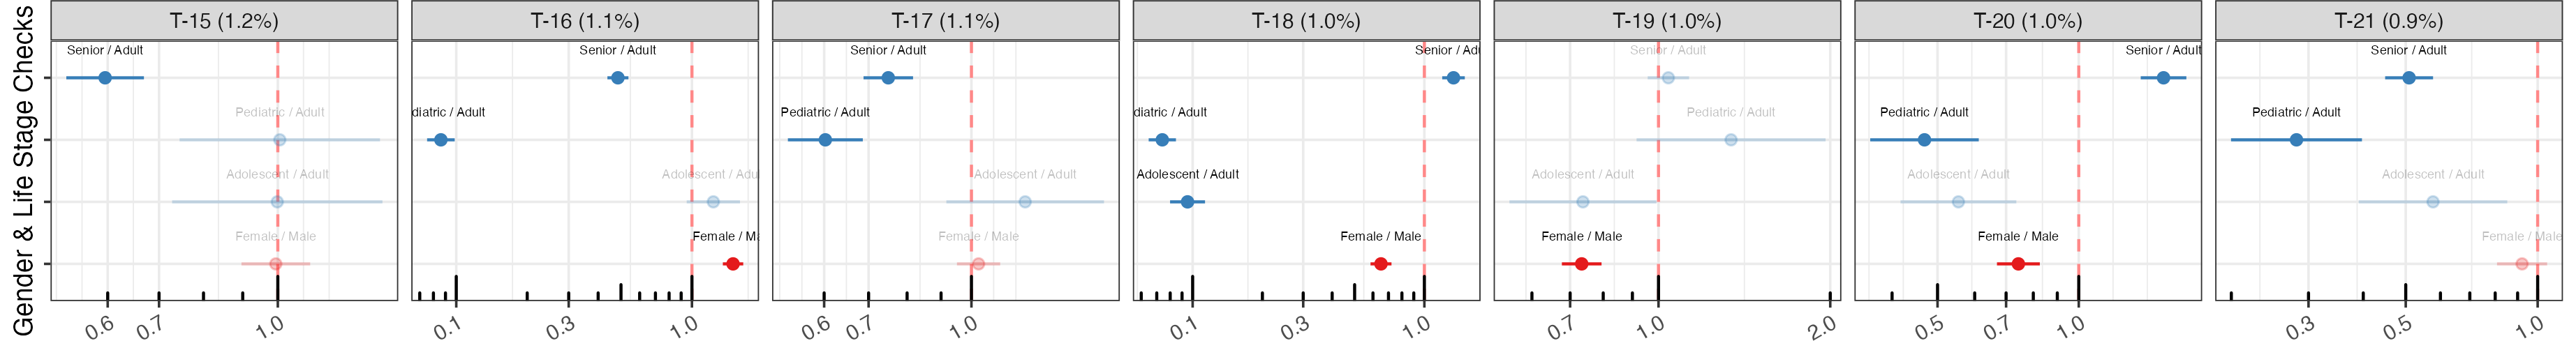 Gender & Life Stage Checks
T-15 (1.2%)
Senior / Adult
Pediatric / Adult
Adolescent / Adult
Female / Male
0.6 0.7 1.0
T-16 (1.1%)
Senior / Adult
diatric / Adult
Adolescent / Adu
Female / Ma
0.1 0.3 1.0
T-17 (1.1%)
Senior / Adult
Pediatric / Adult
Adolescent / Adult
Female / Male
0.6 0.7 1.0
T-18 (1.0%)
Senior / Adu
diatric / Adult
Adolescent / Adult
Female / Male
0.1 0.3 1.0
T-19 (1.0%)
Senior / Adult
Pediatric / Adult
Adolescent / Adult
Female / Male
0.7 1.0 2.0
T-20 (1.0%)
Senior / Adult
Pediatric / Adult
Adolescent / Adult
Female / Male
0.5 0.7 1.0
T-21 (0.9%)
Senior / Adult
Pediatric / Adult
Adolescent / Adult
Female / Male
0.3 0.5 1.0